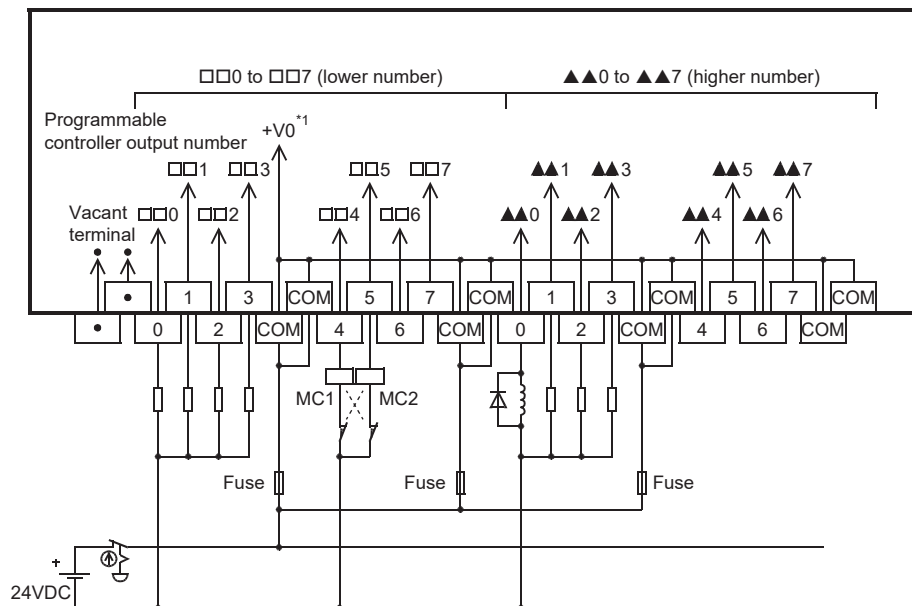 □□0 to □□7 (lower number) ▲▲0 to ▲▲7 (higher number)
Programmable
controller output number
+V0*1
□□1 □□3 □□5 □□7 ▲▲1 ▲▲3 ▲▲5 ▲▲7
Vacant
terminal
□□0 □□2 □□4 □□6 ▲▲0 ▲▲2 ▲▲4 ▲▲6
1 3 COM 5 7 COM 1 3 COM 5 7 COM
0 2 COM 4 6 COM 0 2 COM 4 6 COM
MC1 MC2
Fuse Fuse Fuse
+
24VDC